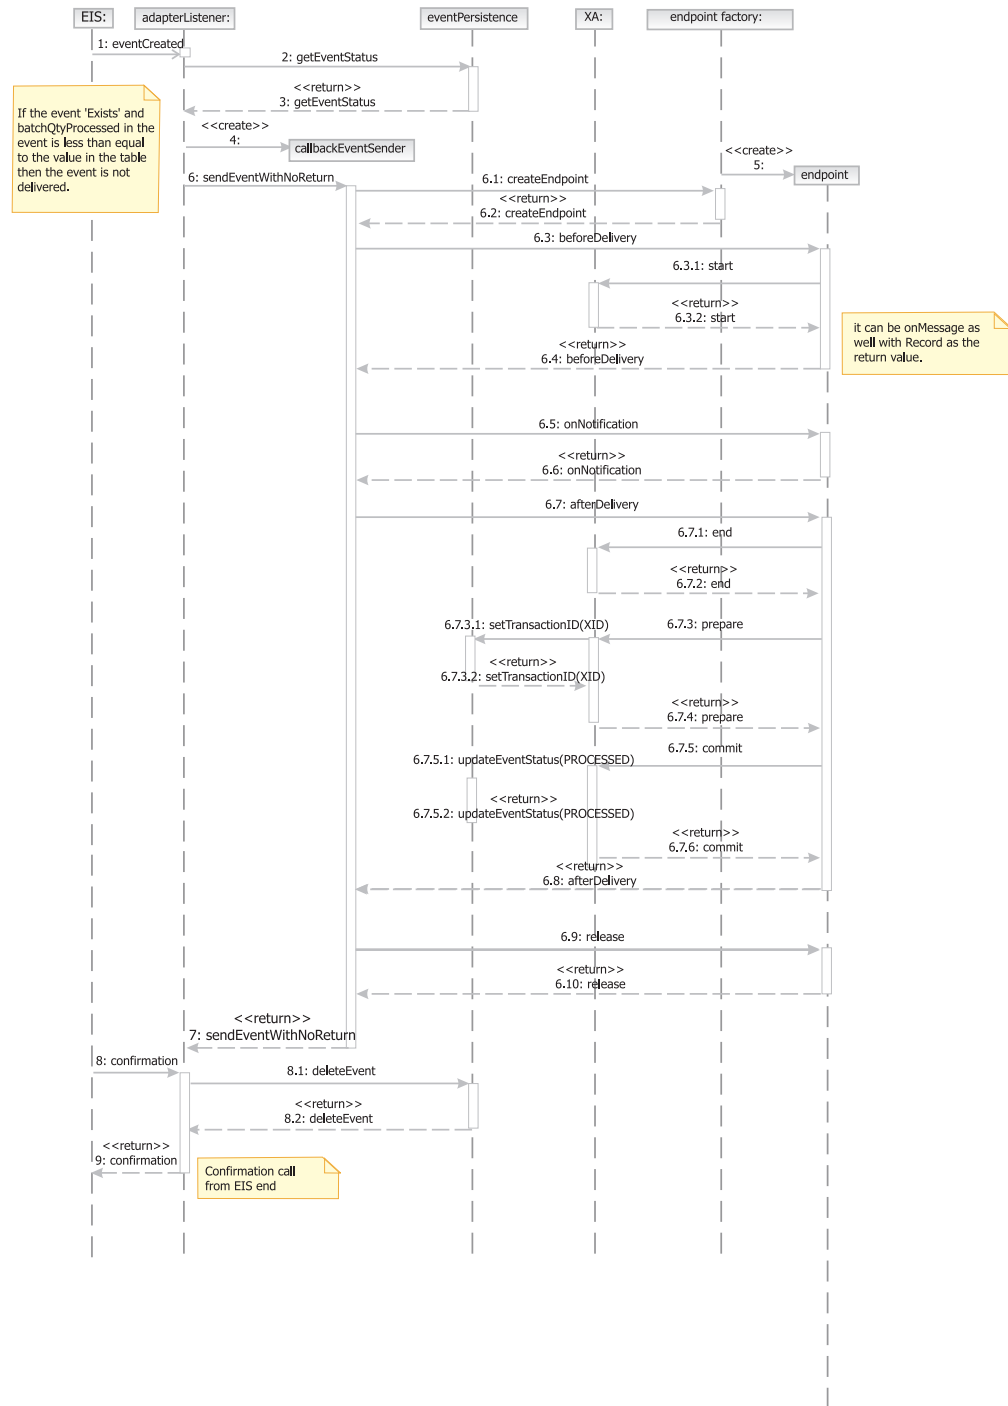 EIS:
adapterListener:
eventPersistence
XA:
endpoint factory:
1: eventCreated
2: getEventStatus
<<return>>
3: getEventStatus
If the event 'Exists' and
batchQtyProcessed in the
event is less than equal
to the value in the table
then the event is not
delivered.
<<create>>
4:
callbackEventSender
<<create>>
5:
endpoint
6: sendEventWithNoReturn
6.1: createEndpoint
<<return>>
6.2: createEndpoint
6.3: beforeDelivery
6.3.1: start
<<return>>
6.3.2: start
it can be onMessage as
well with Record as the
return value.
<<return>>
6.4: beforeDelivery
6.5: onNotification
<<return>>
6.6: onNotification
6.7: afterDelivery
6.7.1: end
<<return>>
6.7.2: end
6.7.3.1: setTransactionID(XID)
6.7.3: prepare
<<return>>
6.7.3.2: setTransactionID(XID)
<<return>>
6.7.4: prepare
6.7.5: commit
6.7.5.1: updateEventStatus(PROCESSED)
<<return>>
6.7.5.2: updateEventStatus(PROCESSED)
<<return>>
6.7.6: commit
<<return>>
6.8: afterDelivery
6.9: release
<<return>>
6.10: release
<<return>>
7: sendEventWithNoReturn
8: confirmation
8.1: deleteEvent
<<return>>
8.2: deleteEvent
<<return>>
9: confirmation
Confirmation call
from EIS end